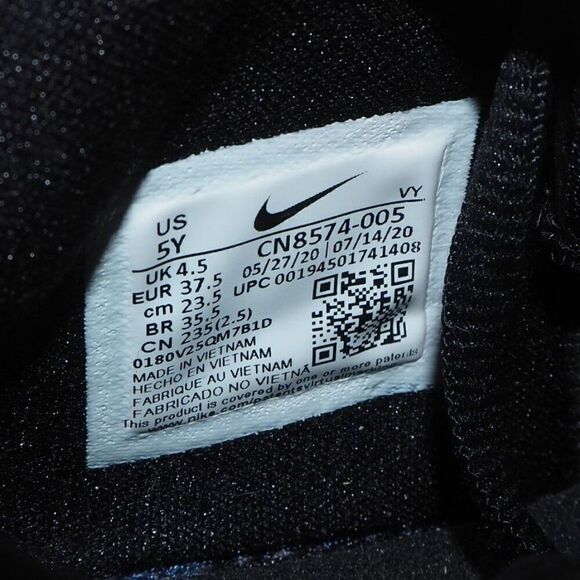 VY
US
5Y
UK 4.5
EUR 37.5
cm 23.5
BR 35.5
CN 235(2.5)
CN8574-005
05/27/20 | 07/14/20
UPC 00194501741408
0180V25QM7B1D
MADE IN VIETNAM
HECHO EN VIETNAM
FABRIQUE AU VIETNAM
FABRICADO NO VIETNÃ
This product is covered by one or more patents